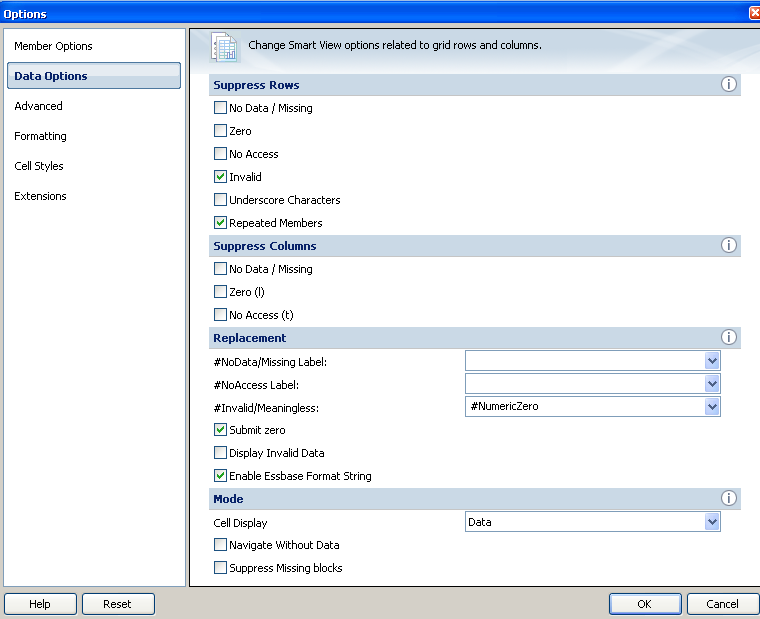 Options
Member Options
Data Options
Advanced
Formatting
Cell Styles
Extensions
Change Smart View options related to grid rows and columns.
Suppress Rows
No Data / Missing
Zero
No Access
Invalid
Underscore Characters
Repeated Members
Suppress Columns
No Data / Missing
Zero (l)
No Access (t)
Replacement
#NoData/Missing Label:
#NoAccess Label:
#Invalid/Meaningless: #NumericZero
Submit zero
Display Invalid Data
Enable Essbase Format String
Mode
Cell Display Data
Navigate Without Data
Suppress Missing blocks
Help Reset OK Cancel